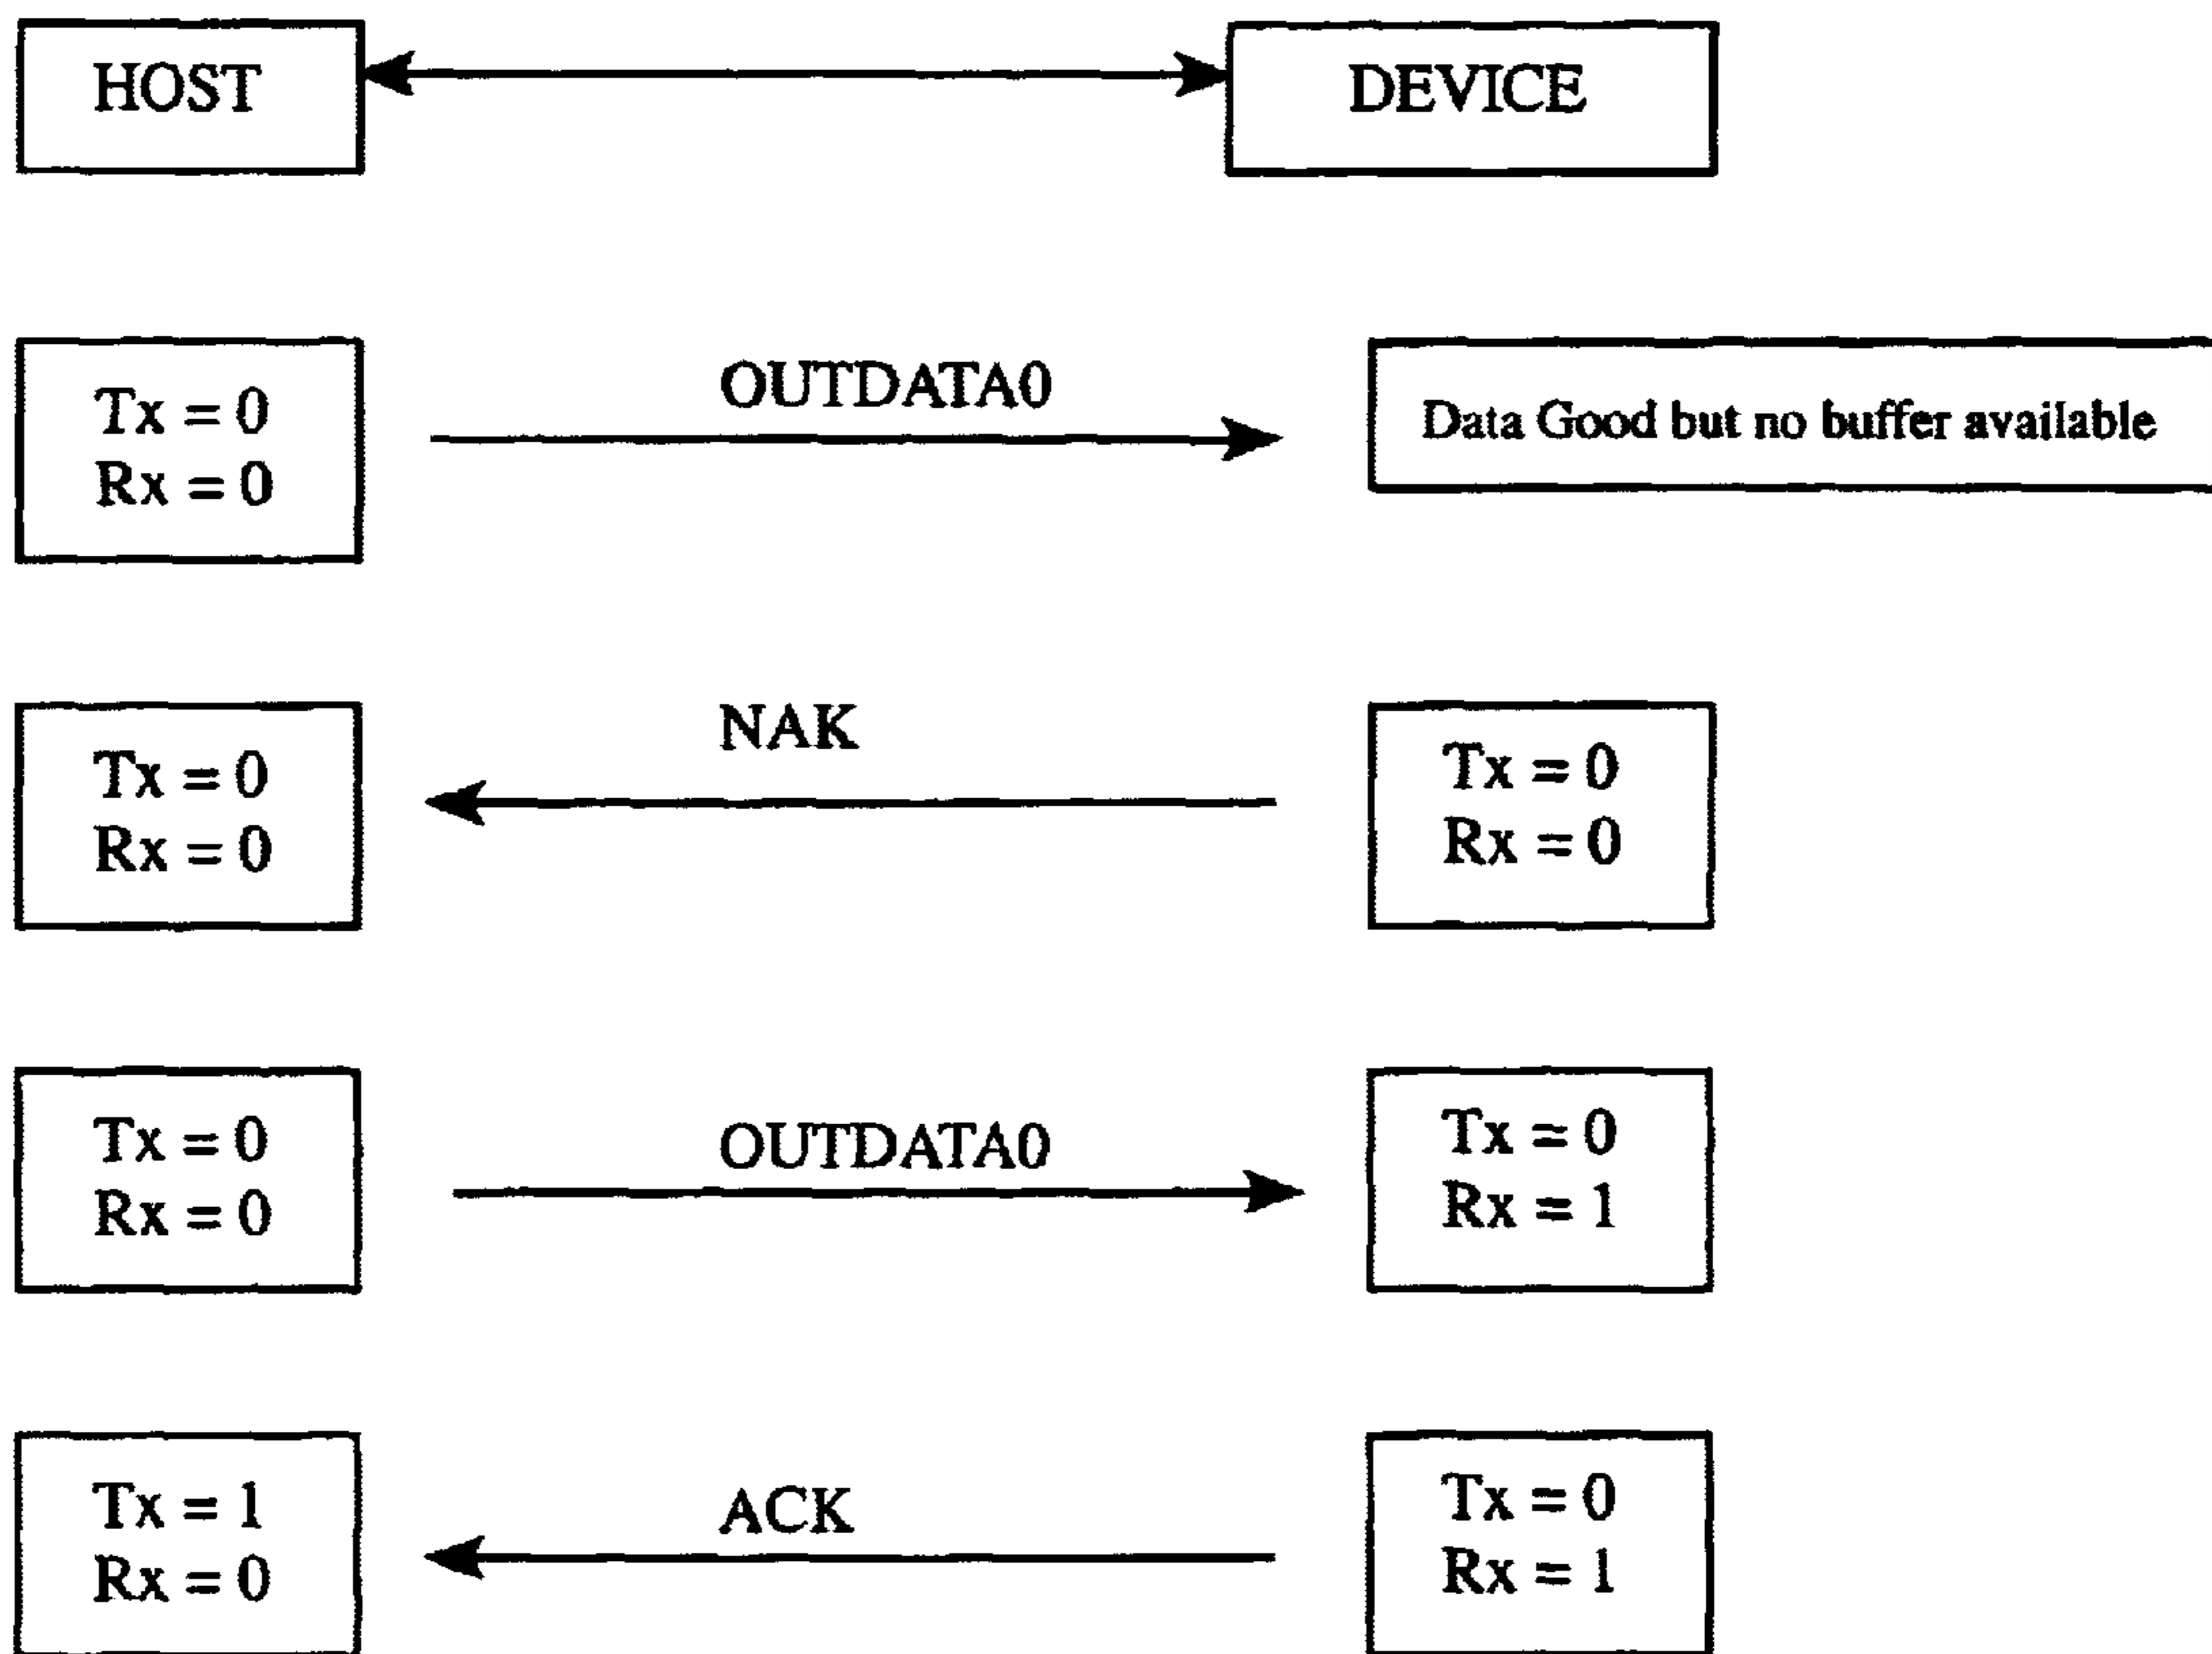 HOST
DEVICE
Tx = 0
Rx = 0
OUTDATA0
Data Good but no buffer available
Tx = 0
Rx = 0
NAK
Tx = 0
Rx = 0
Tx = 0
Rx = 0
OUTDATA0
Tx = 0
Rx = 1
Tx = 1
Rx = 0
ACK
Tx = 0
Rx = 1